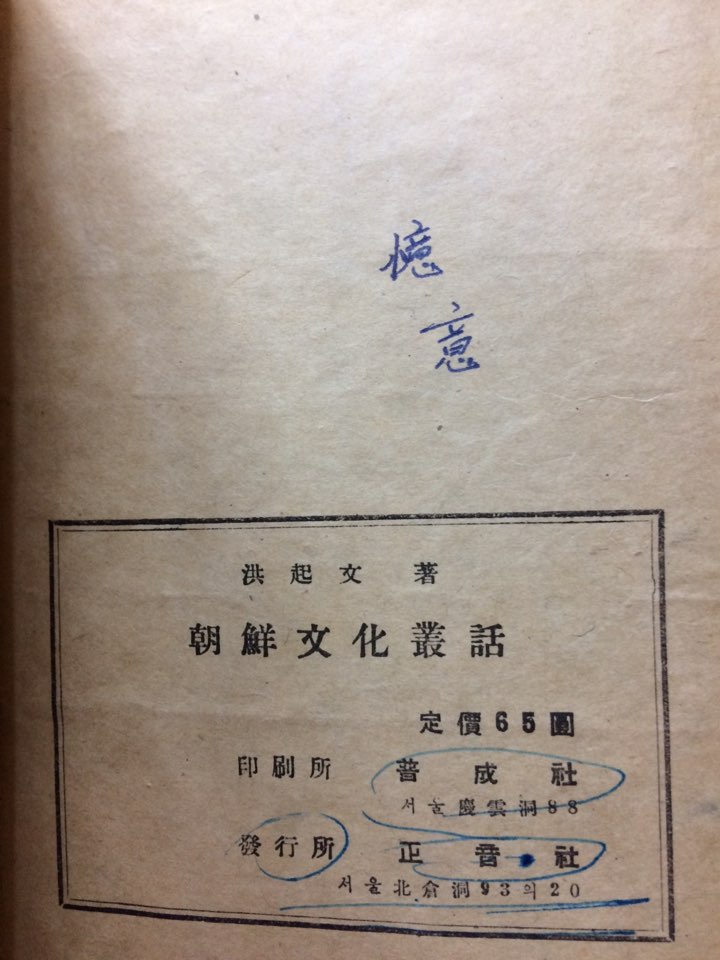 憶
意
洪起文 著
朝鮮文化叢話
定價65圓
印刷所 普成社
서울慶雲洞88
發行所 正音社
서울北倉洞93의20